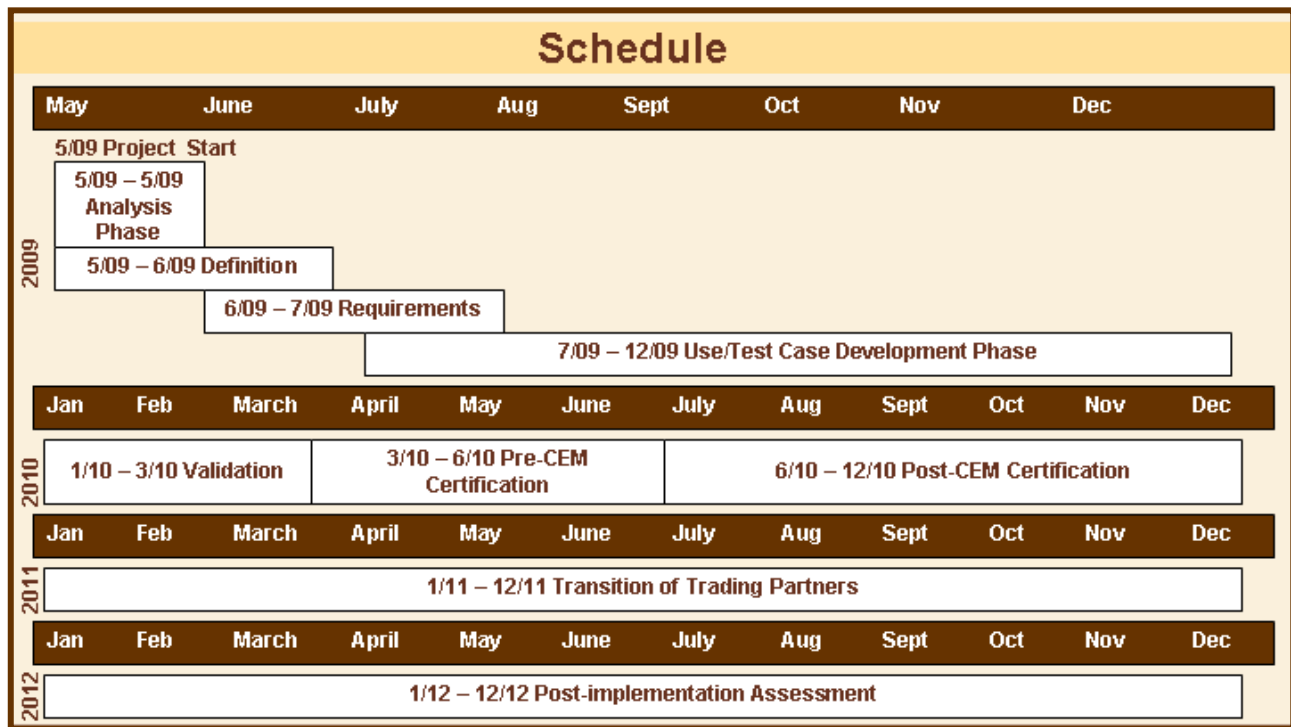 Schedule
May June July Aug Sept Oct Nov Dec
5/09 Project Start
5/09 – 5/09
Analysis
Phase
5/09 – 6/09 Definition
6/09 – 7/09 Requirements
7/09 – 12/09 Use/Test Case Development Phase
2009
Jan Feb March April May June July Aug Sept Oct Nov Dec
1/10 – 3/10 Validation
3/10 – 6/10 Pre-CEM
Certification
6/10 – 12/10 Post-CEM Certification
2010
Jan Feb March April May June July Aug Sept Oct Nov Dec
1/11 – 12/11 Transition of Trading Partners
2011
Jan Feb March April May June July Aug Sept Oct Nov Dec
1/12 – 12/12 Post-implementation Assessment
2012